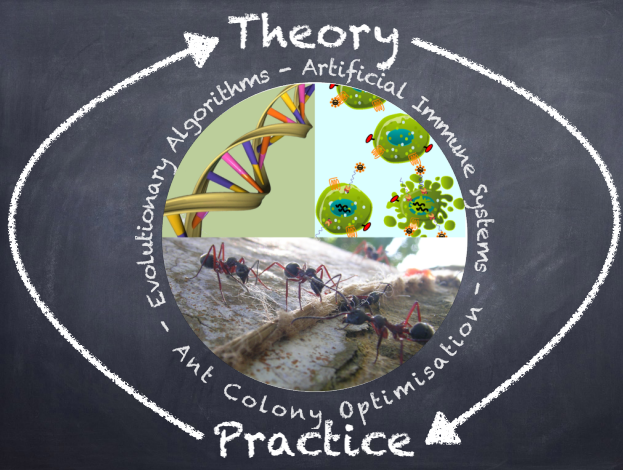 Theory
Evolutionary Algorithms – Artificial Immune Systems –
Ant Colony Optimisation –
Practice